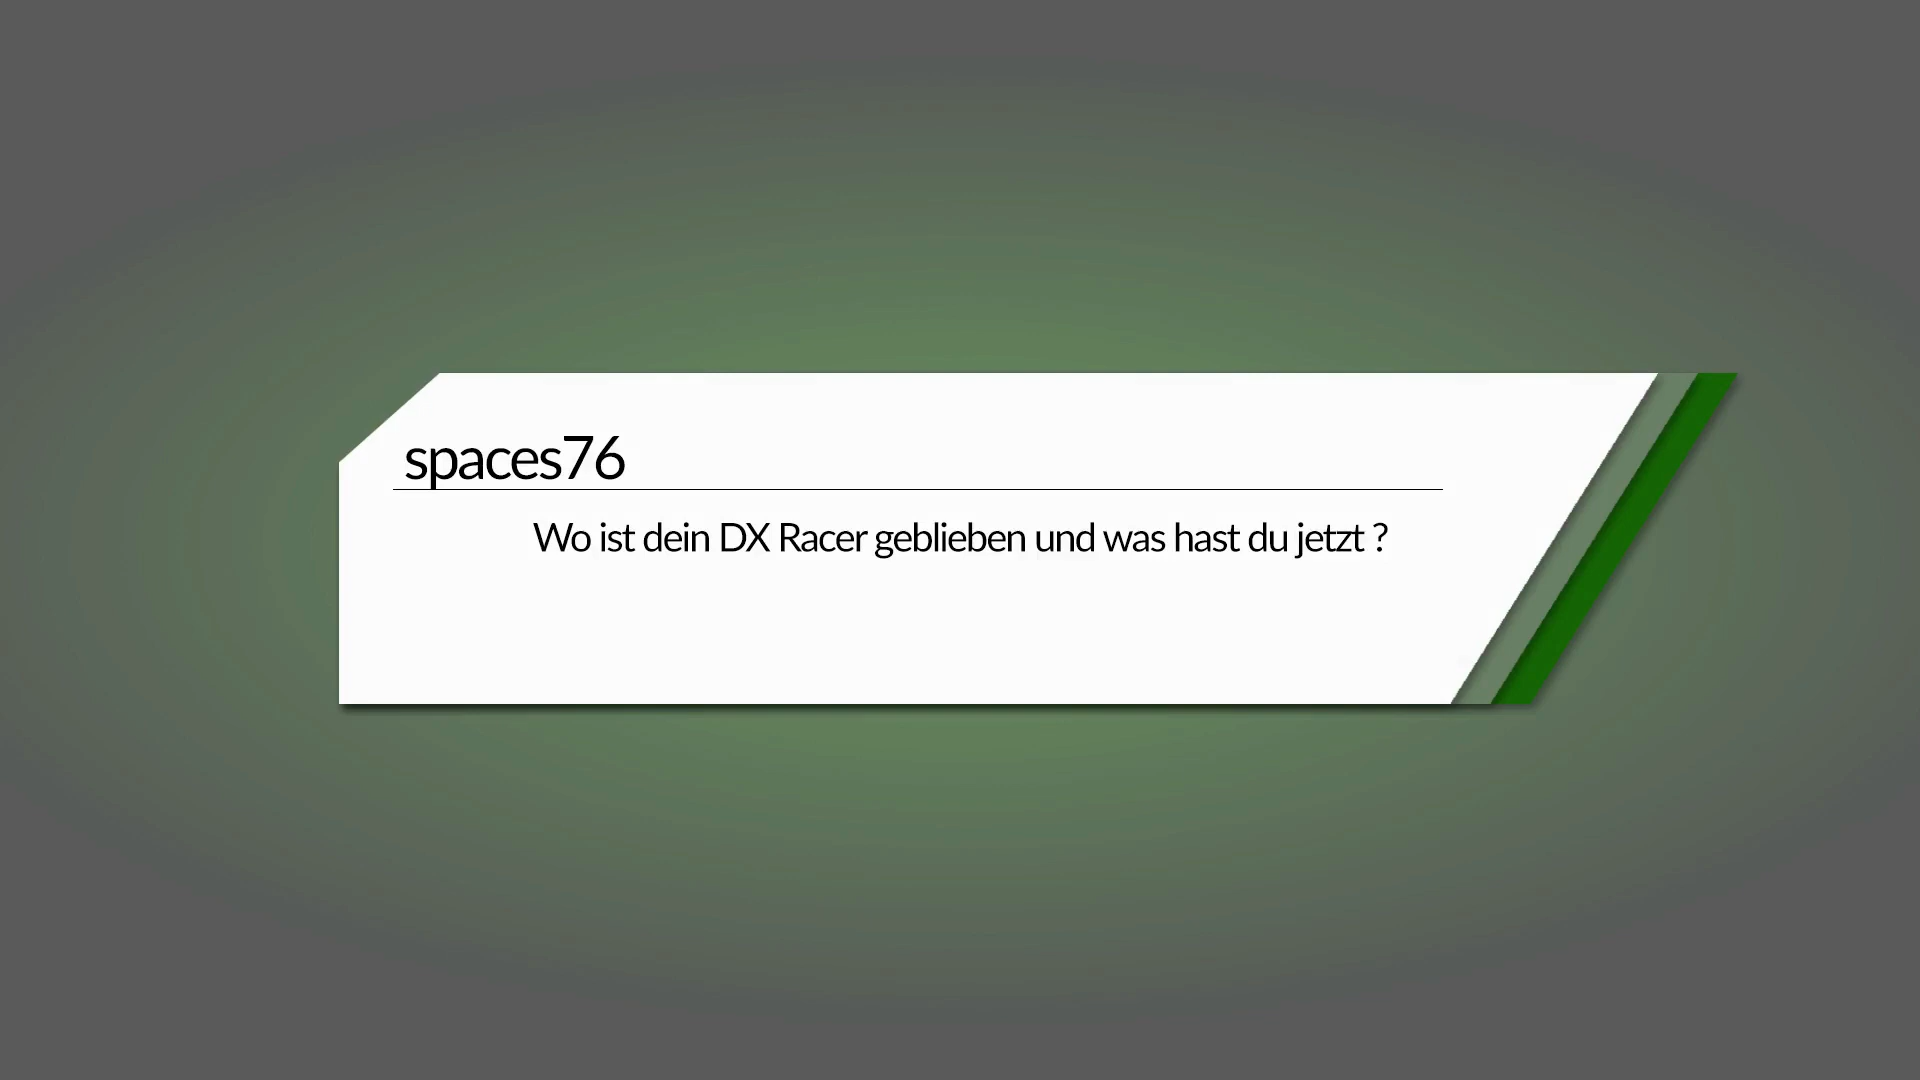 spaces76
Wo ist dein DX Racer geblieben und was hast du jetzt ?